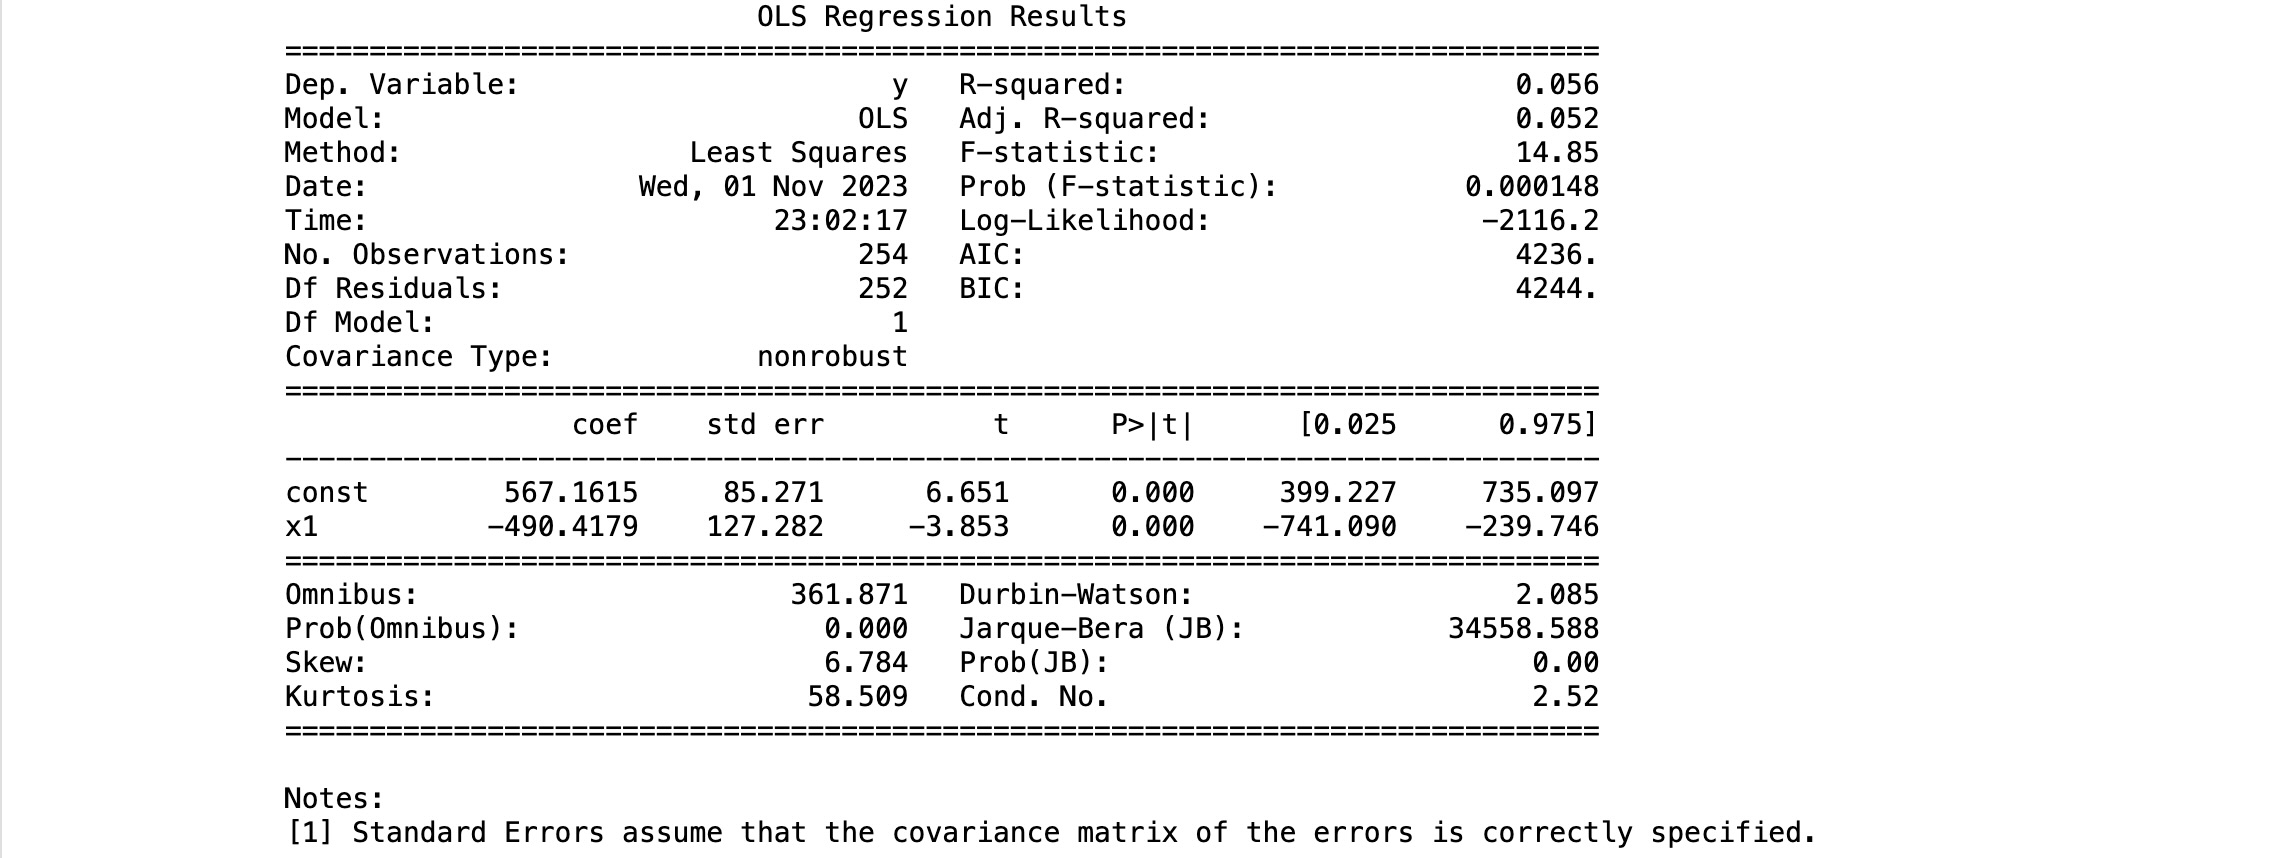 OLS Regression Results
==============================================================================
Dep. Variable:                      y   R-squared:                       0.056
Model:                            OLS   Adj. R-squared:                  0.052
Method:                 Least Squares   F-statistic:                     14.85
Date:                Wed, 01 Nov 2023   Prob (F-statistic):           0.000148
Time:                        23:02:17   Log-Likelihood:                -2116.2
No. Observations:                 254   AIC:                             4236.
Df Residuals:                     252   BIC:                             4244.
Df Model:                           1
Covariance Type:            nonrobust
==============================================================================
                 coef    std err          t      P>|t|      [0.025      0.975]
------------------------------------------------------------------------------
const        567.1615     85.271      6.651      0.000     399.227     735.097
x1          -490.4179    127.282     -3.853      0.000    -741.090    -239.746
==============================================================================
Omnibus:                      361.871   Durbin-Watson:                   2.085
Prob(Omnibus):                  0.000   Jarque-Bera (JB):            34558.588
Skew:                           6.784   Prob(JB):                         0.00
Kurtosis:                      58.509   Cond. No.                         2.52
==============================================================================
Notes:
[1] Standard Errors assume that the covariance matrix of the errors is correctly specified.